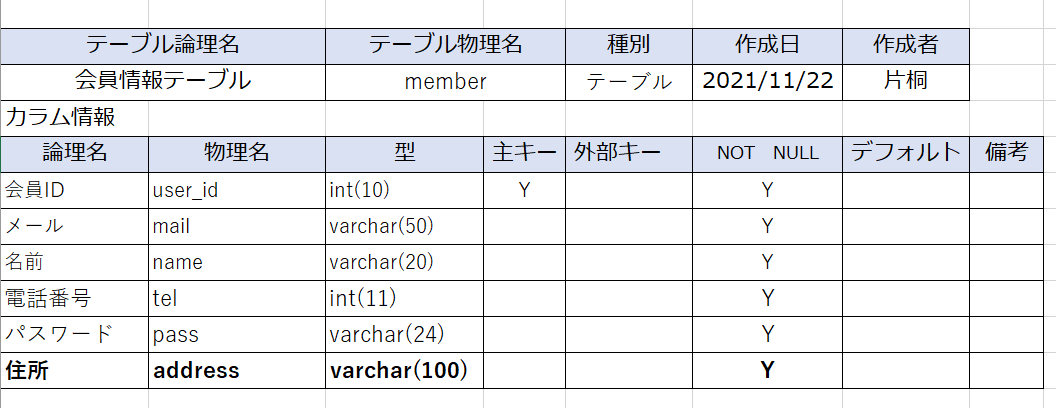 テーブル論理名 テーブル物理名 種別 作成日 作成者
会員情報テーブル member テーブル 2021/11/22 片桐
カラム情報
論理名 物理名 型 主キー 外部キー NOT　NULL デフォルト 備考
会員ID user_id int(10) Y Y
メール mail varchar(50) Y
名前 name varchar(20) Y
電話番号 tel int(11) Y
パスワード pass varchar(24) Y
住所 address varchar(100) Y